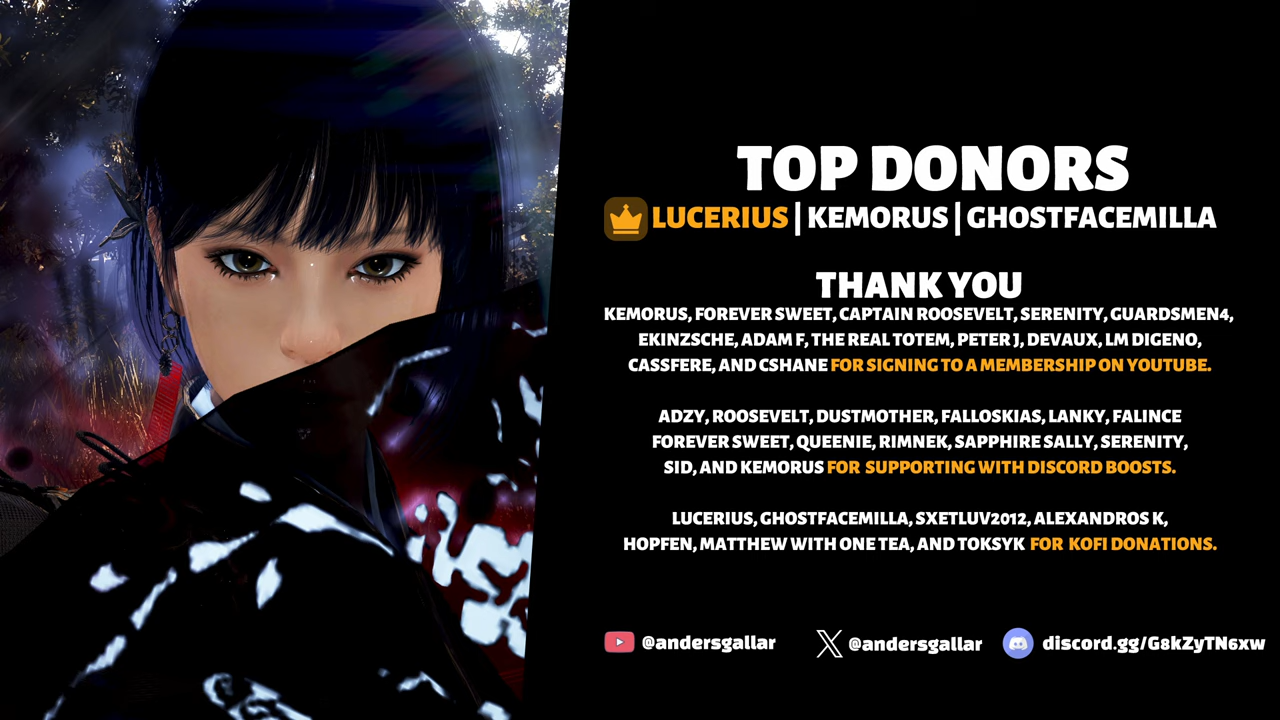 TOP DONORS
LUCERIUS | KEMORUS | GHOSTFACEMILLA
THANK YOU
KEMORUS, FOREVER SWEET, CAPTAIN ROOSEVELT, SERENITY, GUARDSMEN4,
EKINZSCHE, ADAM F, THE REAL TOTEM, PETER J, DEVAUX, LM DIGENO,
CASSFERE, AND CSHANE FOR SIGNING TO A MEMBERSHIP ON YOUTUBE.
ADZY, ROOSEVELT, DUSTMOTHER, FALLOSKIAS, LANKY, FALINCE
FOREVER SWEET, QUEENIE, RIMNEK, SAPPHIRE SALLY, SERENITY,
SID, AND KEMORUS FOR SUPPORTING WITH DISCORD BOOSTS.
LUCERIUS, GHOSTFACEMILLA, SXETLUV2012, ALEXANDROS K,
HOPFEN, MATTHEW WITH ONE TEA, AND TOKSYK FOR KOFI DONATIONS.
@andersgallar @andersgallar discord.gg/G8kZyTN6xw